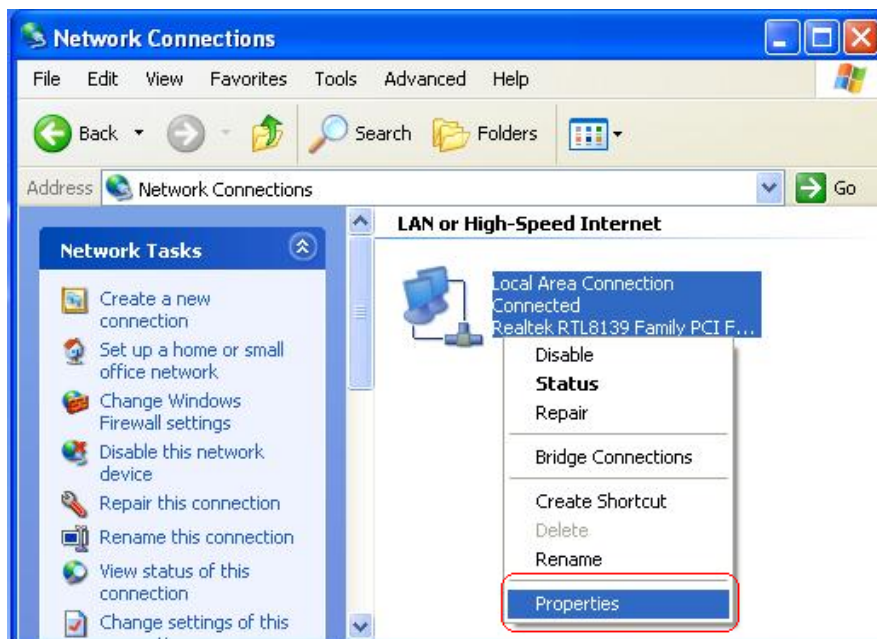 Network Connections
File Edit View Favorites Tools Advanced Help
Back Search Folders
Address Network Connections Go
Network Tasks
Create a new
connection
Set up a home or small
office network
Change Windows
Firewall settings
Disable this network
device
Repair this connection
Rename this connection
View status of this
connection
Change settings of this
LAN or High-Speed Internet
Local Area Connection
Connected
Realtek RTL8139 Family PCI F...
Disable
Status
Repair
Bridge Connections
Create Shortcut
Delete
Rename
Properties